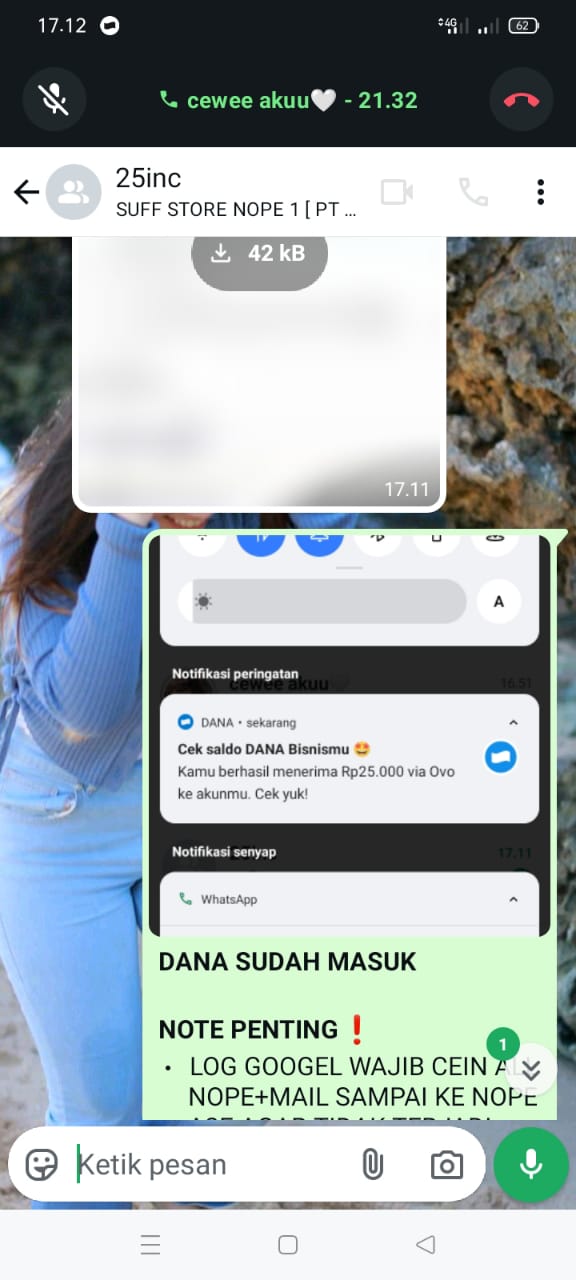 17.12
4G
62
cewee akuu🤍 - 21.32
25inc
SUFF STORE NOPE 1 [ PT ...
42 kB
17.11
A
Notifikasi peringatan
cewee akuu
16.51
DANA • sekarang
Cek saldo DANA Bisnismu 🤩
Kamu berhasil menerima Rp25.000 via Ovo
ke akunmu. Cek yuk!
Notifikasi senyap
17.11
WhatsApp
DANA SUDAH MASUK
NOTE PENTING ❗
1
• LOG GOOGEL WAJIB CEIN
NOPE+MAIL SAMPAI KE NOPE
Ketik pesan